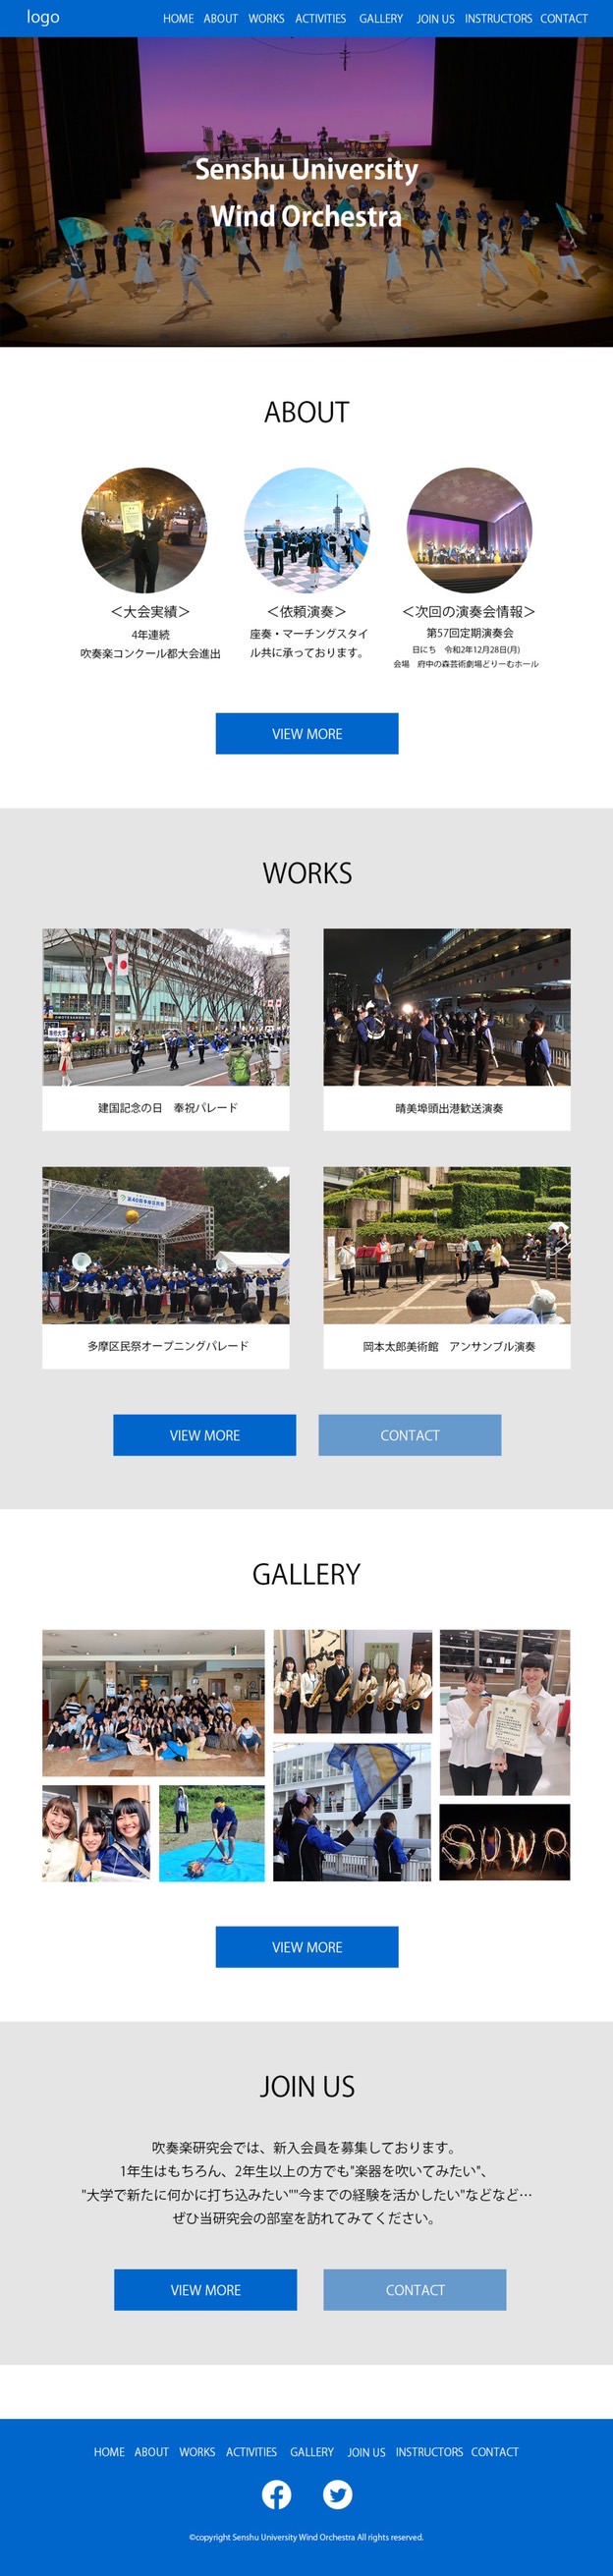 logo
HOME ABOUT WORKS ACTIVITIES GALLERY JOIN US INSTRUCTORS CONTACT
Senshu University
Wind Orchestra
ABOUT
＜大会実績＞
4年連続
吹奏楽コンクール都大会進出
＜依頼演奏＞
座奏・マーチングスタイ
ル共に承っております。
＜次回の演奏会情報＞
第57回定期演奏会
日にち　令和2年12月28日(月)
会場　府中の森芸術劇場どりーむホール
VIEW MORE
WORKS
建国記念の日　奉祝パレード
晴美埠頭出港歓送演奏
多摩区民祭オープニングパレード
岡本太郎美術館　アンサンブル演奏
VIEW MORE
CONTACT
GALLERY
SUWO
VIEW MORE
JOIN US
吹奏楽研究会では、新入会員を募集しております。
1年生はもちろん、2年生以上の方でも"楽器を吹いてみたい"、
"大学で新たに何かに打ち込みたい""今までの経験を活かしたい"などなど…
ぜひ当研究会の部室を訪れてみてください。
VIEW MORE
CONTACT
HOME ABOUT WORKS ACTIVITIES GALLERY JOIN US INSTRUCTORS CONTACT
©copyright Senshu University Wind Orchestra All rights reserved.